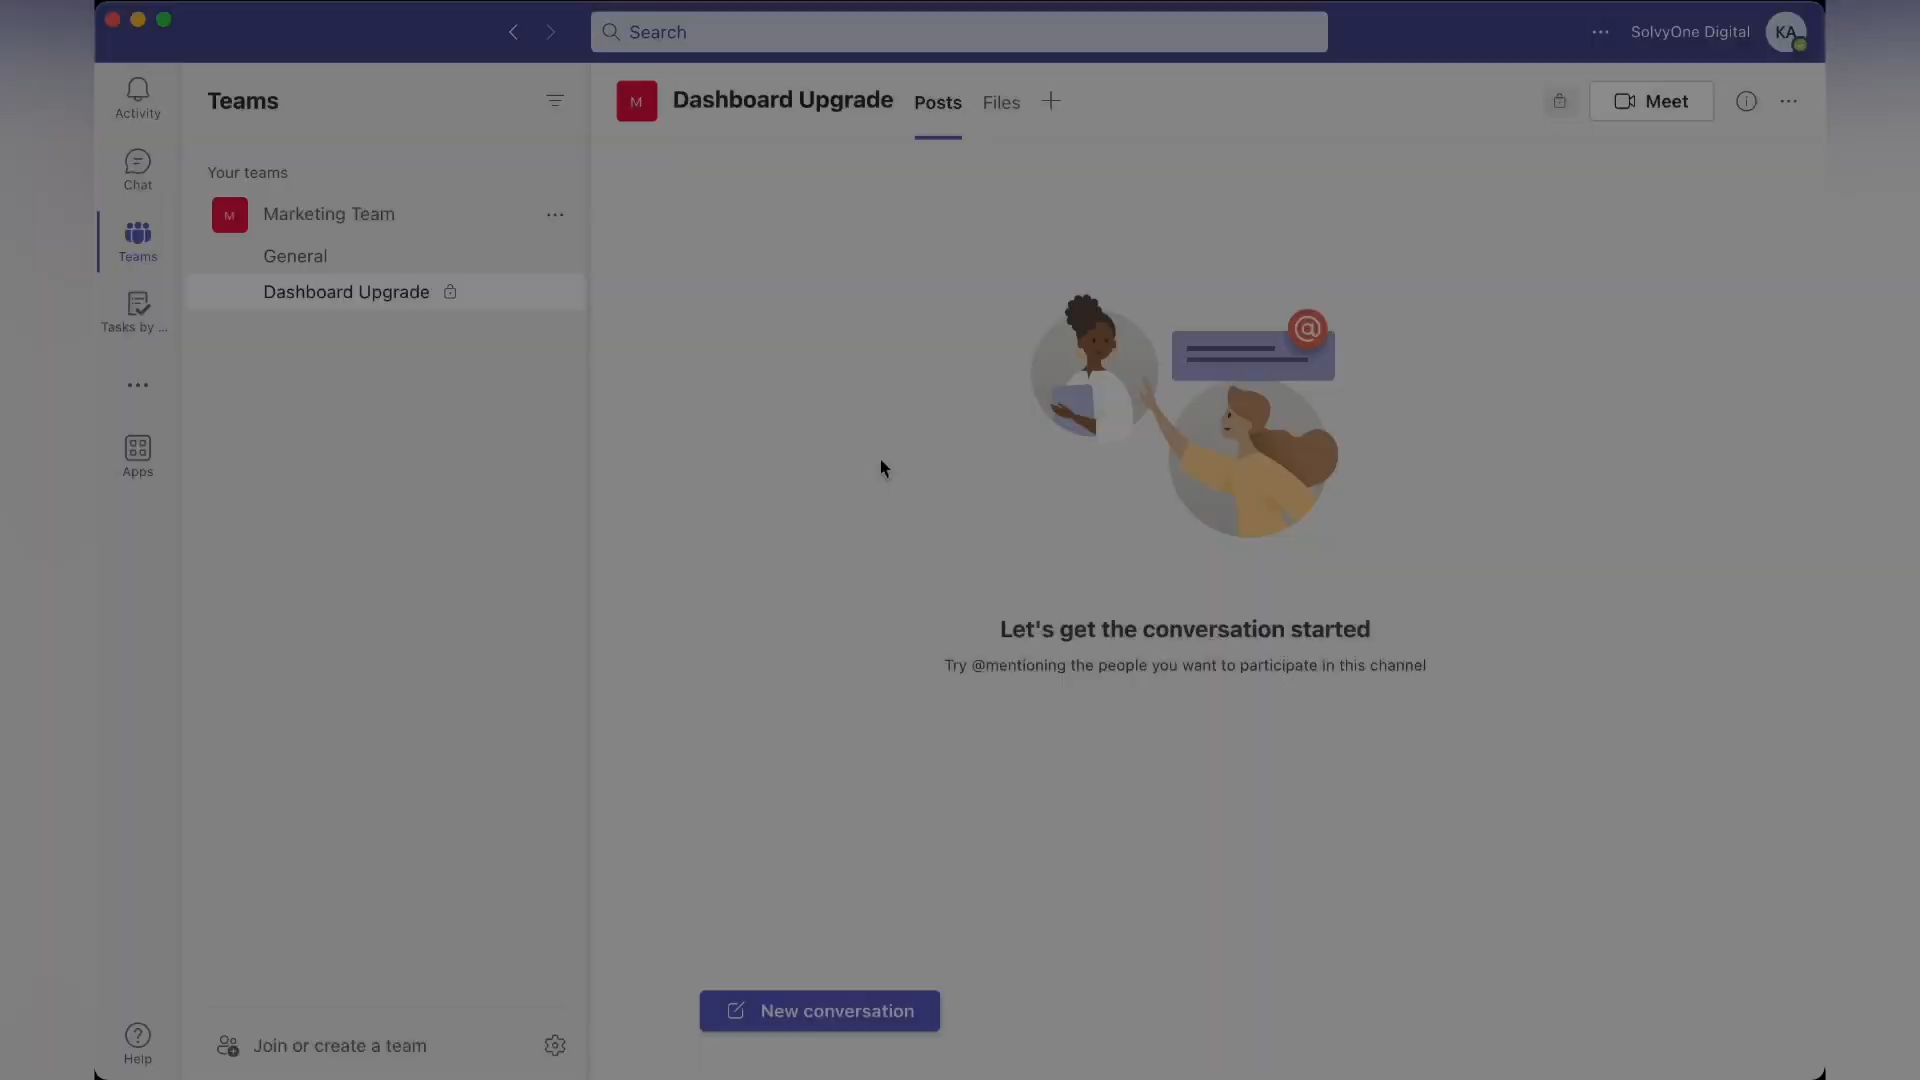 Search
SolvyOne Digital
KA
Activity
Chat
Teams
Tasks by ...
Apps
Help
Teams
Your teams
M
Marketing Team
General
Dashboard Upgrade
Join or create a team
M
Dashboard Upgrade
Posts
Files
Meet
@
Let's get the conversation started
Try @mentioning the people you want to participate in this channel
New conversation